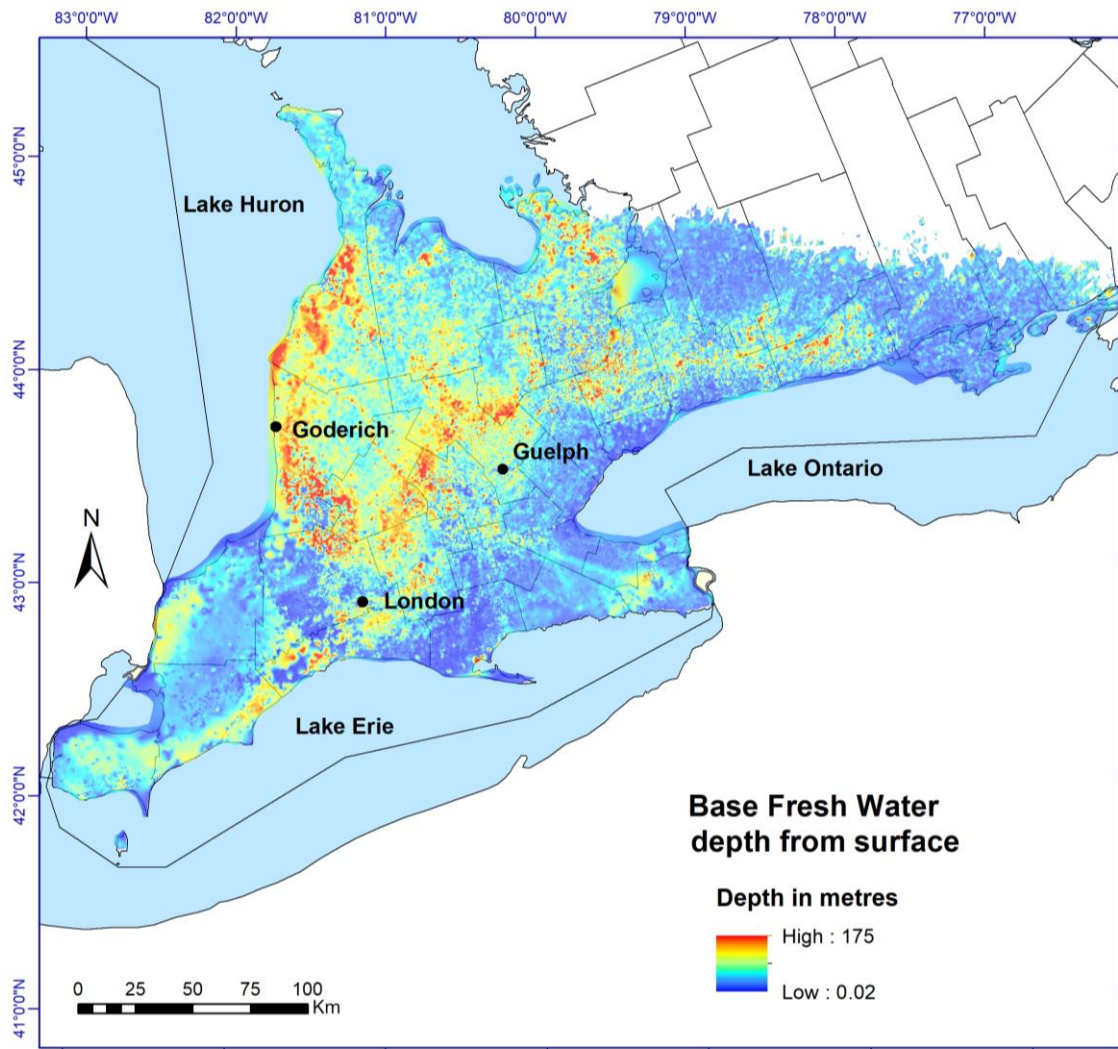 83°0'0"W 82°0'0"W 81°0'0"W 80°0'0"W 79°0'0"W 78°0'0"W 77°0'0"W
45°0'0"N
Lake Huron
44°0'0"N
Goderich
Guelph
Lake Ontario
N
43°0'0"N
London
Lake Erie
42°0'0"N
Base Fresh Water
depth from surface
Depth in metres
High : 175
Low : 0.02
0 25 50 75 100
Km
41°0'0"N